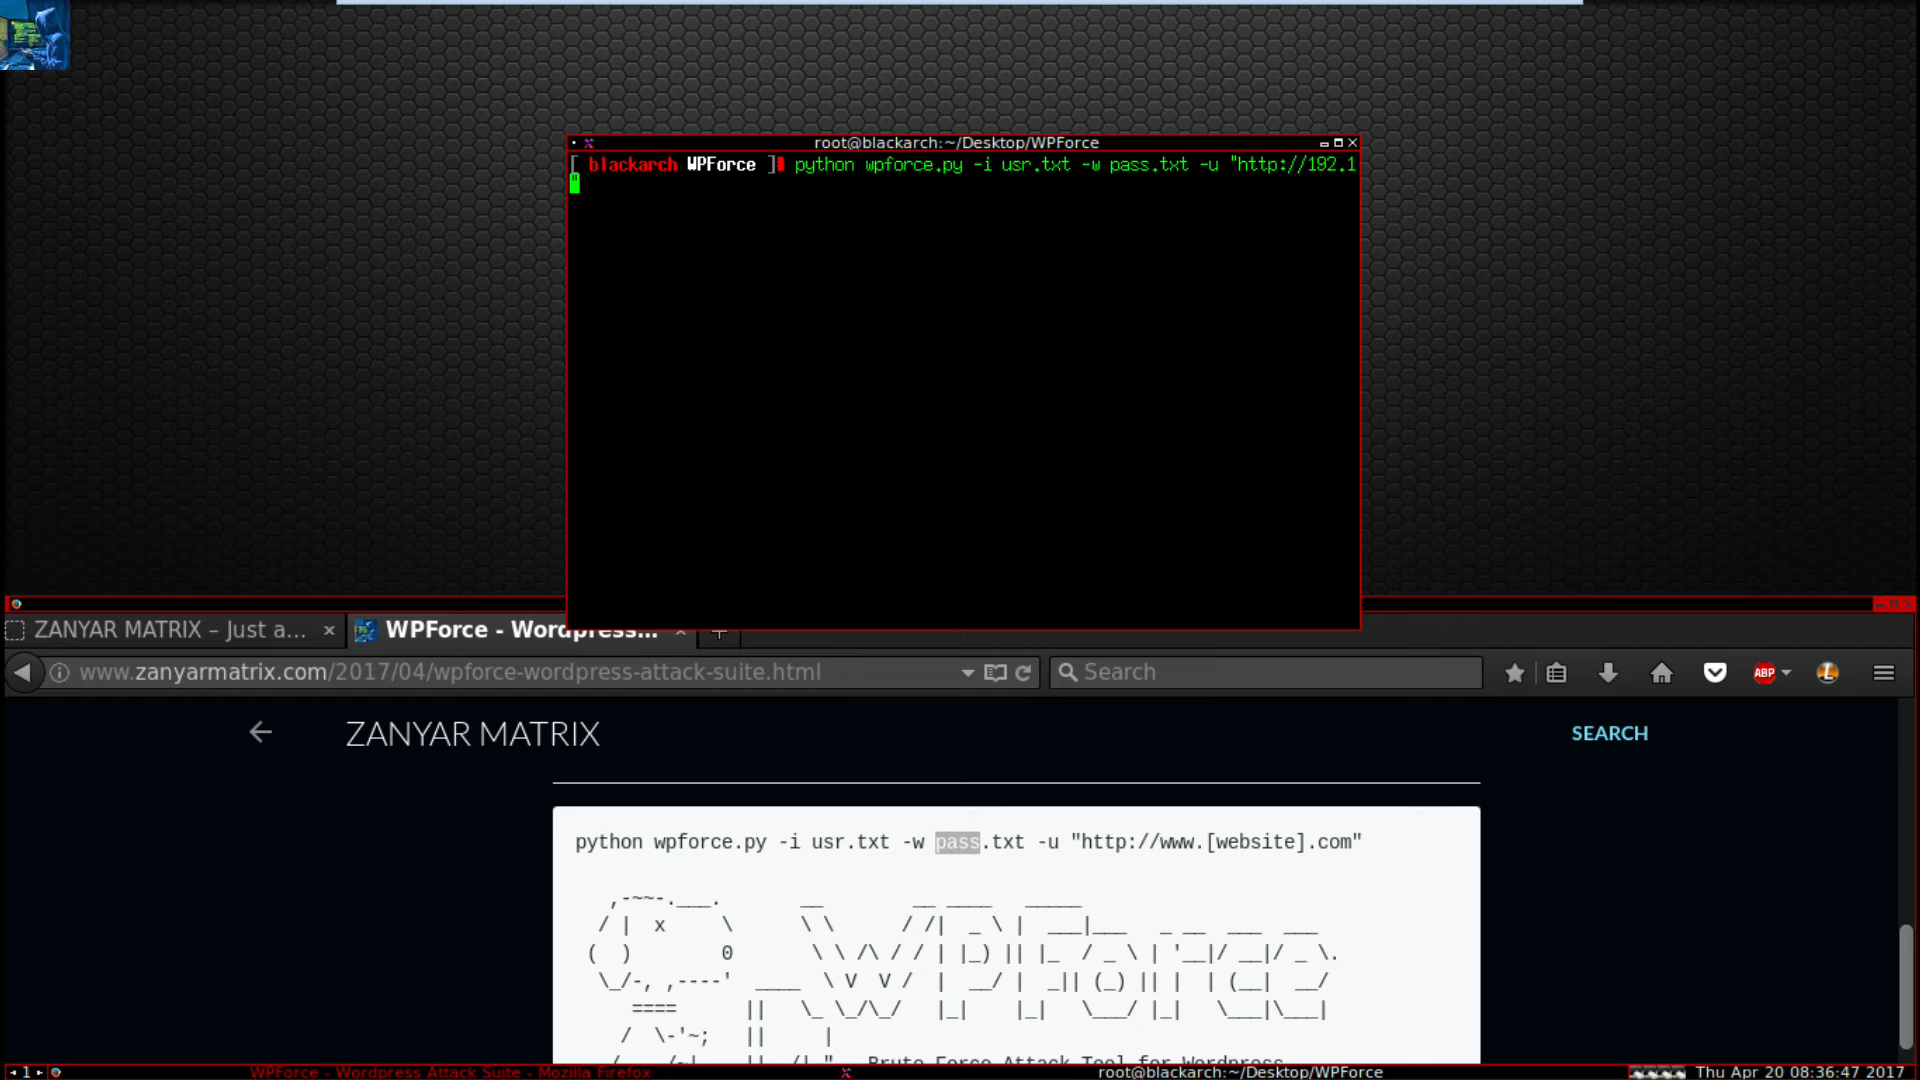 root@blackarch:~/Desktop/WPForce
[ blackarch WPForce ]# python wpforce.py -i usr.txt -w pass.txt -u "http://192.1
"
ZANYAR MATRIX – Just a...
WPForce - Wordpress...
www.zanyarmatrix.com/2017/04/wpforce-wordpress-attack-suite.html
Search
ABP
ZANYAR MATRIX
SEARCH
python wpforce.py -i usr.txt -w pass.txt -u "http://www.[website].com"
Brute Force Attack Tool for Wordpress
1
WPForce - Wordpress Attack Suite - Mozilla Firefox
root@blackarch:~/Desktop/WPForce
Thu Apr 20 08:36:47 2017